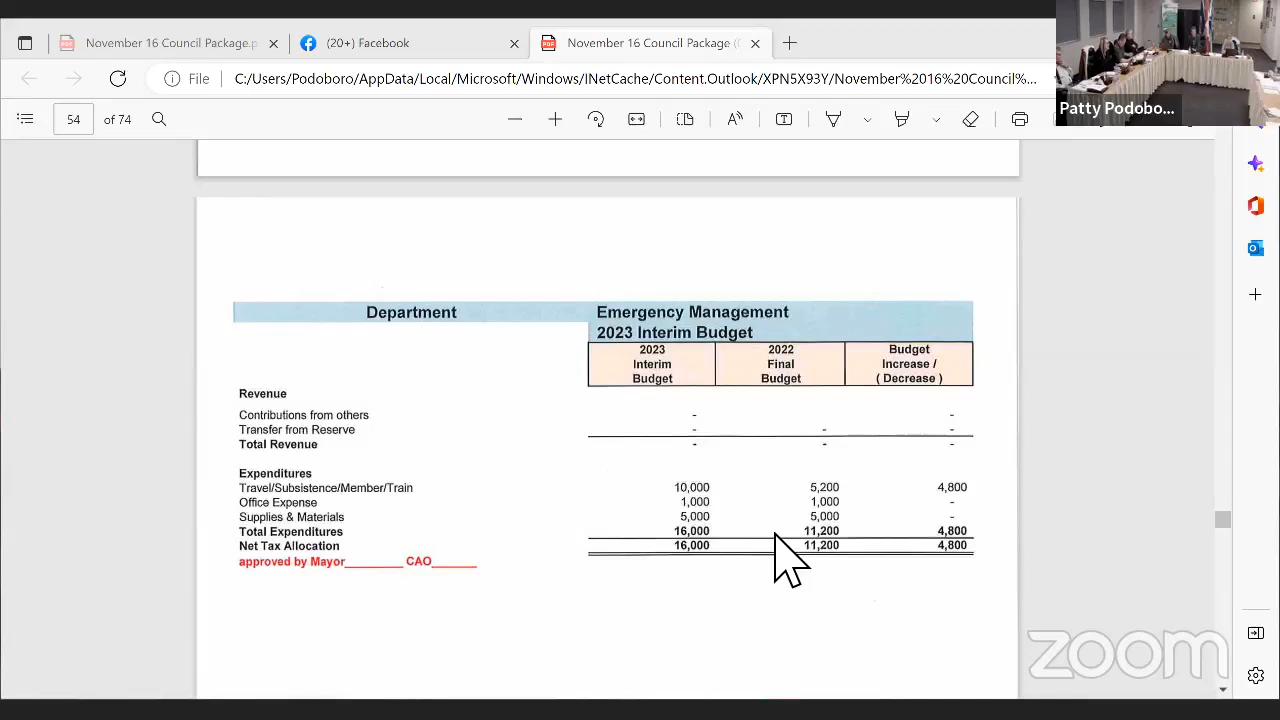 November 16 Council Package.p
(20+) Facebook
November 16 Council Package (
File
C:/Users/Podoboro/AppData/Local/Microsoft/Windows/INetCache/Content.Outlook/XPN5X93Y/November%2016%20Council%...
Patty Podobo...
54 of 74
Department
Emergency Management
2023 Interim Budget
2023 Interim Budget
2022 Final Budget
Budget Increase / ( Decrease )
Revenue
Contributions from others - -
Transfer from Reserve - - -
Total Revenue - - -
Expenditures
Travel/Subsistence/Member/Train 10,000 5,200 4,800
Office Expense 1,000 1,000 -
Supplies & Materials 5,000 5,000 -
Total Expenditures 16,000 11,200 4,800
Net Tax Allocation 16,000 11,200 4,800
approved by Mayor__________ CAO_______
zoom